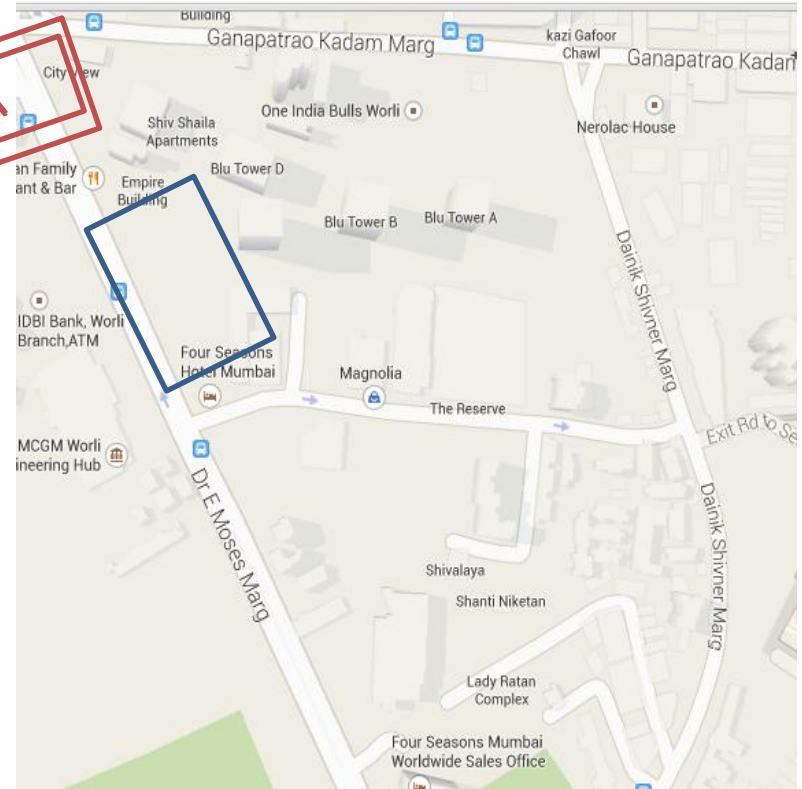 Building
Ganapatrao Kadam Marg
kazi Gafoor
Chawl
Ganapatrao Kadam
City View
One India Bulls Worli
Nerolac House
Shiv Shaila
Apartments
an Family
ant & Bar
Empire
Building
Blu Tower D
Blu Tower B
Blu Tower A
Dainik Shivner Marg
IDBI Bank, Worli
Branch,ATM
Four Seasons
Hotel Mumbai
Magnolia
The Reserve
Exit Rd to Se
MCGM Worli
ineering Hub
Dr E Moses Marg
Dainik Shivner Marg
Shivalaya
Shanti Niketan
Lady Ratan
Complex
Four Seasons Mumbai
Worldwide Sales Office